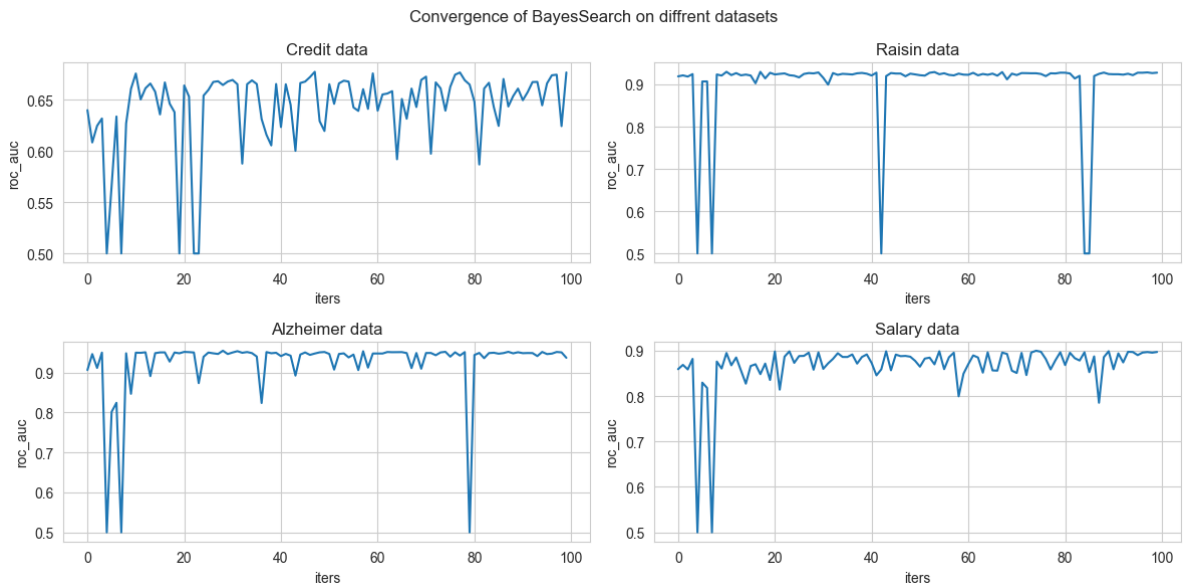 Convergence of BayesSearch on diffrent datasets
Credit data
roc_auc
0.65
0.60
0.55
0.50
0 20 40 60 80 100
iters
Raisin data
roc_auc
0.9
0.8
0.7
0.6
0.5
0 20 40 60 80 100
iters
Alzheimer data
roc_auc
0.9
0.8
0.7
0.6
0.5
0 20 40 60 80 100
iters
Salary data
roc_auc
0.9
0.8
0.7
0.6
0.5
0 20 40 60 80 100
iters